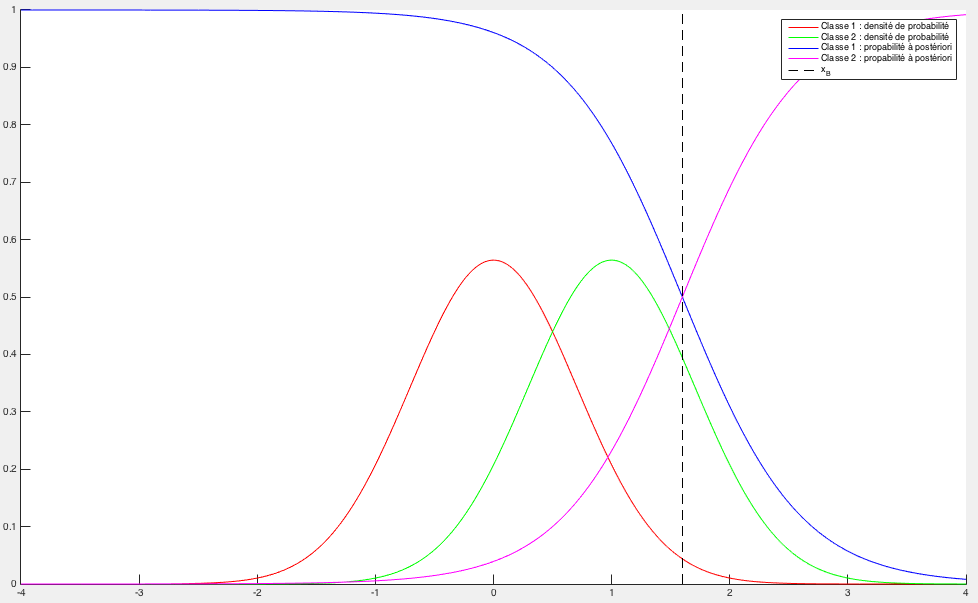 1
0.9
0.8
0.7
0.6
0.5
0.4
0.3
0.2
0.1
0
-4 -3 -2 -1 0 1 2 3 4
Classe 1 : densité de probabilité
Classe 2 : densité de probabilité
Classe 1 : propabilité à postériori
Classe 2 : propabilité à postériori
x_B